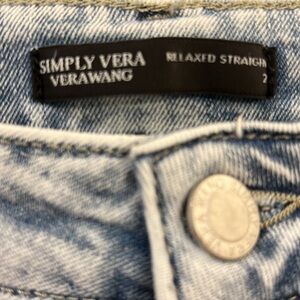 SIMPLY VERA
VERAWANG
RELAXED STRAIGH
2